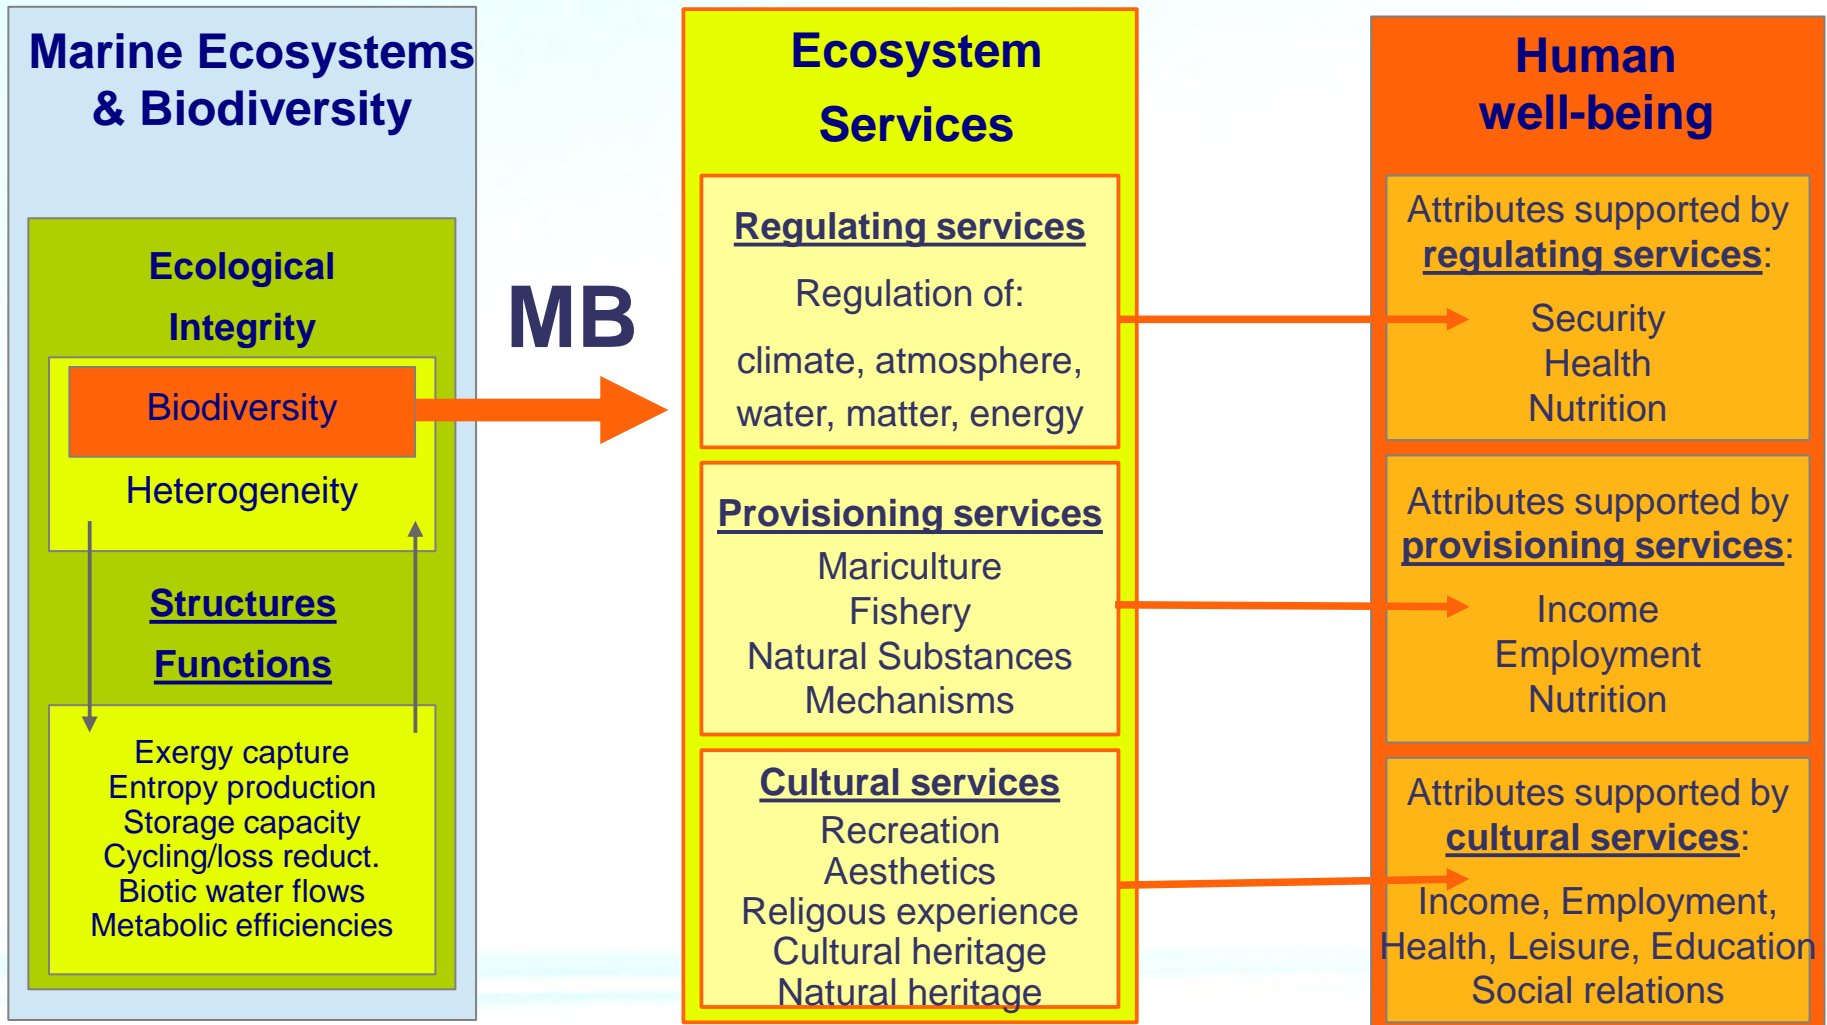 Marine Ecosystems
& Biodiversity
Ecological
Integrity
Biodiversity
Heterogeneity
Structures
Functions
Exergy capture
Entropy production
Storage capacity
Cycling/loss reduct.
Biotic water flows
Metabolic efficiencies
MB
Ecosystem
Services
Regulating services
Regulation of:
climate, atmosphere,
water, matter, energy
Provisioning services
Mariculture
Fishery
Natural Substances
Mechanisms
Cultural services
Recreation
Aesthetics
Religous experience
Cultural heritage
Natural heritage
Human
well-being
Attributes supported by
regulating services:
Security
Health
Nutrition
Attributes supported by
provisioning services:
Income
Employment
Nutrition
Attributes supported by
cultural services:
Income, Employment,
Health, Leisure, Education
Social relations